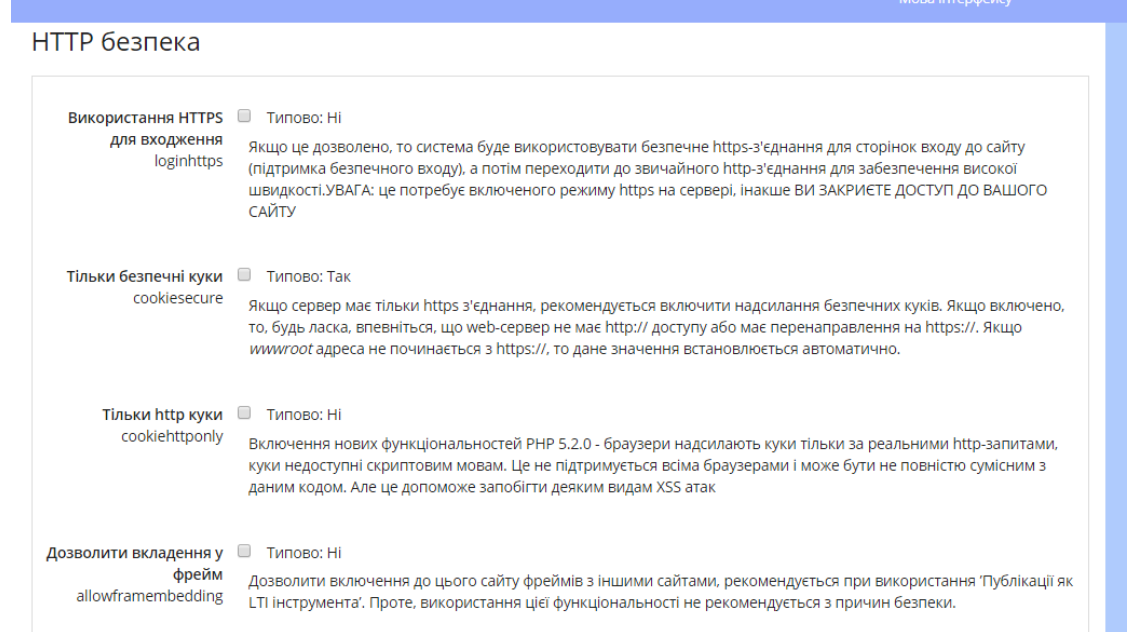 Мова інтерфейсу
HTTP безпека
Використання HTTPS
для входження
loginhttps
Типово: Ні
Якщо це дозволено, то система буде використовувати безпечне https-з'єднання для сторінок входу до сайту
(підтримка безпечного входу), а потім переходити до звичайного http-з'єднання для забезпечення високої
швидкості.УВАГА: це потребує включеного режиму https на сервері, інакше ВИ ЗАКРИЄТЕ ДОСТУП ДО ВАШОГО
САЙТУ
Тільки безпечні куки
cookiesecure
Типово: Так
Якщо сервер має тільки https з'єднання, рекомендується включити надсилання безпечних куків. Якщо включено,
то, будь ласка, впевніться, що web-сервер не має http:// доступу або має перенаправлення на https://. Якщо
wwwroot адреса не починається з https://, то дане значення встановлюється автоматично.
Тільки http куки
cookiehttponly
Типово: Ні
Включення нових функціональностей PHP 5.2.0 - браузери надсилають куки тільки за реальними http-запитами,
куки недоступні скриптовим мовам. Це не підтримується всіма браузерами і може бути не повністю сумісним з
даним кодом. Але це допоможе запобігти деяким видам XSS атак
Дозволити вкладення у
фрейм
allowframembedding
Типово: Ні
Дозволити включення до цього сайту фреймів з іншими сайтами, рекомендується при використання 'Публікації як
LTI інструмента'. Проте, використання цієї функціональності не рекомендується з причин безпеки.